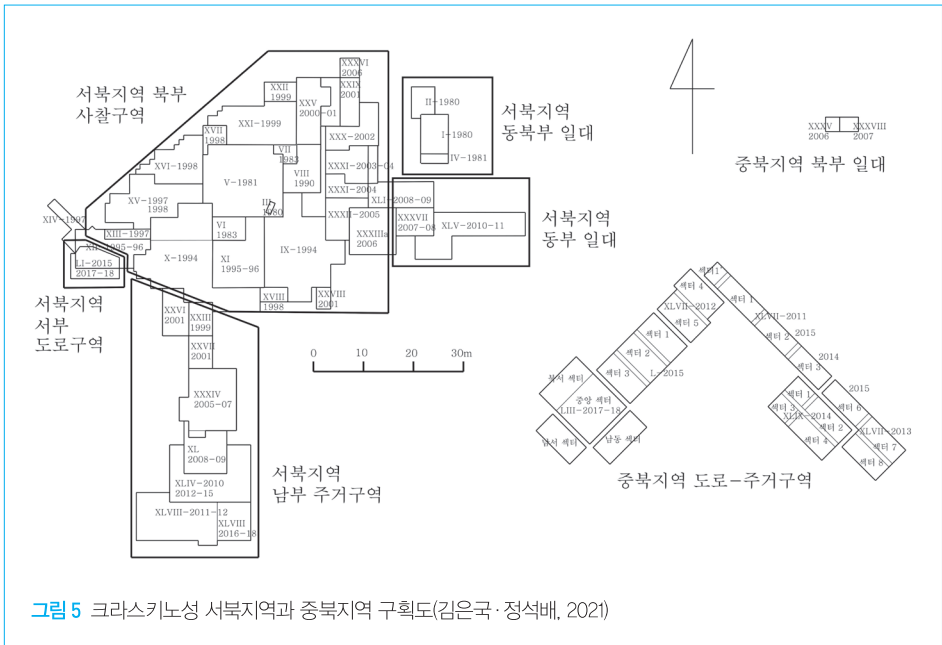 서북지역 북부
사찰구역
XXXVI
2006
XXII
1999
XXIX
2001
XXV
2000-01
XXI-1999
XVII
1998
XXX-2002
VII
1983
XVI-1998
VIII
1990
XXXI-2003-04
V-1981
XXXI-2004
XV-1997
1998
III
1980
XLI-2008-09
XIV-1997
XXXII-2005
XXXVII
2007-08
XLV-2010-11
VI
1983
XIII-1997
XXXIIIa
2006
XII-1995-96
X-1994
XI
1995-96
IX-1994
LI-2015
2017-18
XVIII
1998
XXVIII
2001
II-1980
I-1980
IV-1981
서북지역
동북부 일대
서북지역
동부 일대
서북지역
서부
도로구역
XXVI
2001
XXIII
1999
XXVII
2001
XXXIV
2005-07
XL
2008-09
XLIV-2010
2012-15
XLVIII-2011-12
XLVIII
2016-18
서북지역
남부 주거구역
0 10 20 30m
XXXV
2006
XXXVIII
2007
중북지역 북부 일대
섹터 4
XLVII-2012
섹터 5
섹터 1
섹터 2
섹터 3
L-2015
북서 섹터
중앙 섹터
LIII-2017-18
남서 섹터
남동 섹터
섹터1
섹터 1
XLVII-2011
섹터 2
2015
섹터 3
2014
섹터 1
섹터 3
XLIX-2014
섹터 2
섹터 4
2015
섹터 6
XLVII-2013
섹터 7
섹터 8
중북지역 도로-주거구역
그림 5 크라스키노성 서북지역과 중북지역 구획도(김은국·정석배, 2021)